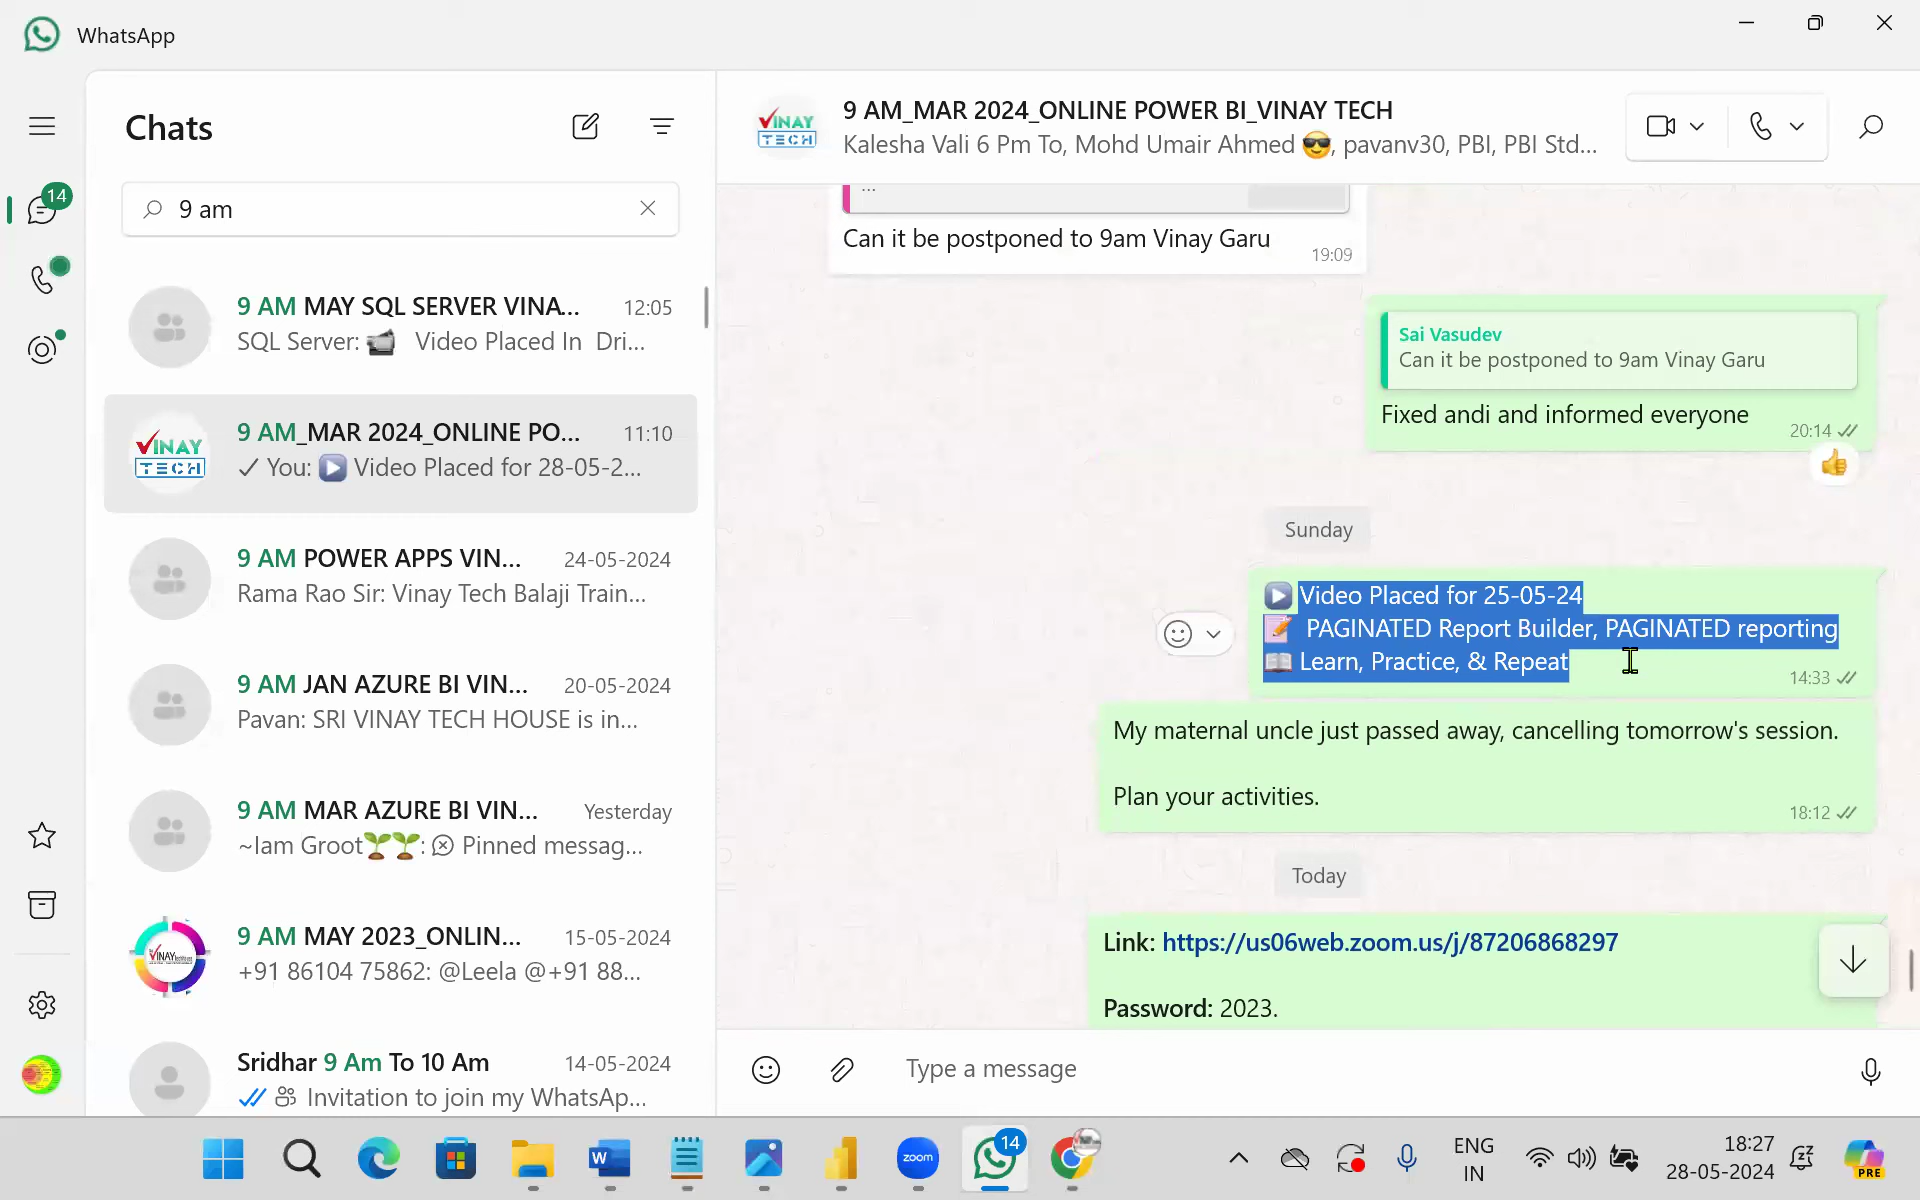 WhatsApp
14
Chats
9 am
9 AM MAY SQL SERVER VINA...
12:05
SQL Server: Video Placed In Dri...
VINAY
TECH
9 AM_MAR 2024_ONLINE PO...
11:10
You: Video Placed for 28-05-2...
9 AM POWER APPS VIN...
24-05-2024
Rama Rao Sir: Vinay Tech Balaji Train...
9 AM JAN AZURE BI VIN...
20-05-2024
Pavan: SRI VINAY TECH HOUSE is in...
9 AM MAR AZURE BI VIN...
Yesterday
~Iam Groot🌱🌱: Pinned messag...
9 AM MAY 2023_ONLIN...
15-05-2024
+91 86104 75862: @Leela @+91 88...
Sridhar 9 Am To 10 Am
14-05-2024
Invitation to join my WhatsAp...
VINAY
TECH
9 AM_MAR 2024_ONLINE POWER BI_VINAY TECH
Kalesha Vali 6 Pm To, Mohd Umair Ahmed 😎, pavanv30, PBI, PBI Std...
...
Can it be postponed to 9am Vinay Garu
19:09
Sai Vasudev
Can it be postponed to 9am Vinay Garu
Fixed andi and informed everyone
20:14
Sunday
▶️ Video Placed for 25-05-24
📝 PAGINATED Report Builder, PAGINATED reporting
📖 Learn, Practice, & Repeat
14:33
My maternal uncle just passed away, cancelling tomorrow's session.
Plan your activities.
18:12
Today
Link: https://us06web.zoom.us/j/87206868297
Password: 2023.
Type a message
zoom
14
ENG
IN
18:27
28-05-2024
PRE